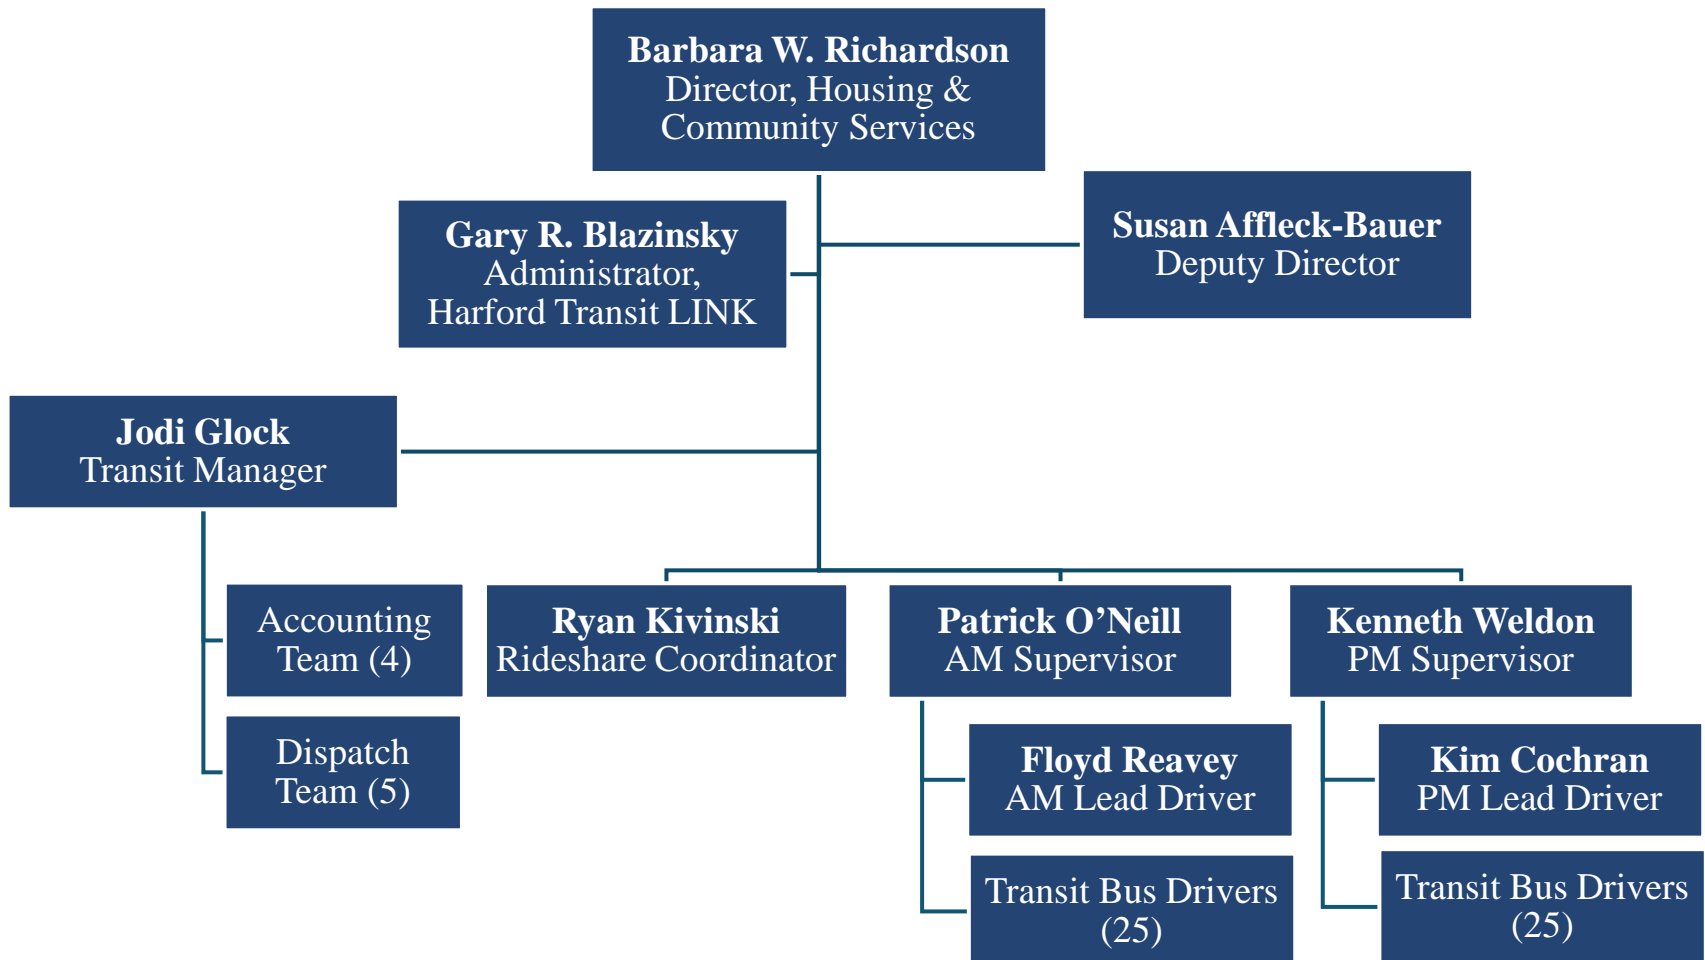 Barbara W. Richardson
Director, Housing &
Community Services
Gary R. Blazinsky
Administrator,
Harford Transit LINK
Susan Affleck-Bauer
Deputy Director
Jodi Glock
Transit Manager
Accounting
Team (4)
Dispatch
Team (5)
Ryan Kivinski
Rideshare Coordinator
Patrick O’Neill
AM Supervisor
Floyd Reavey
AM Lead Driver
Transit Bus Drivers
(25)
Kenneth Weldon
PM Supervisor
Kim Cochran
PM Lead Driver
Transit Bus Drivers
(25)